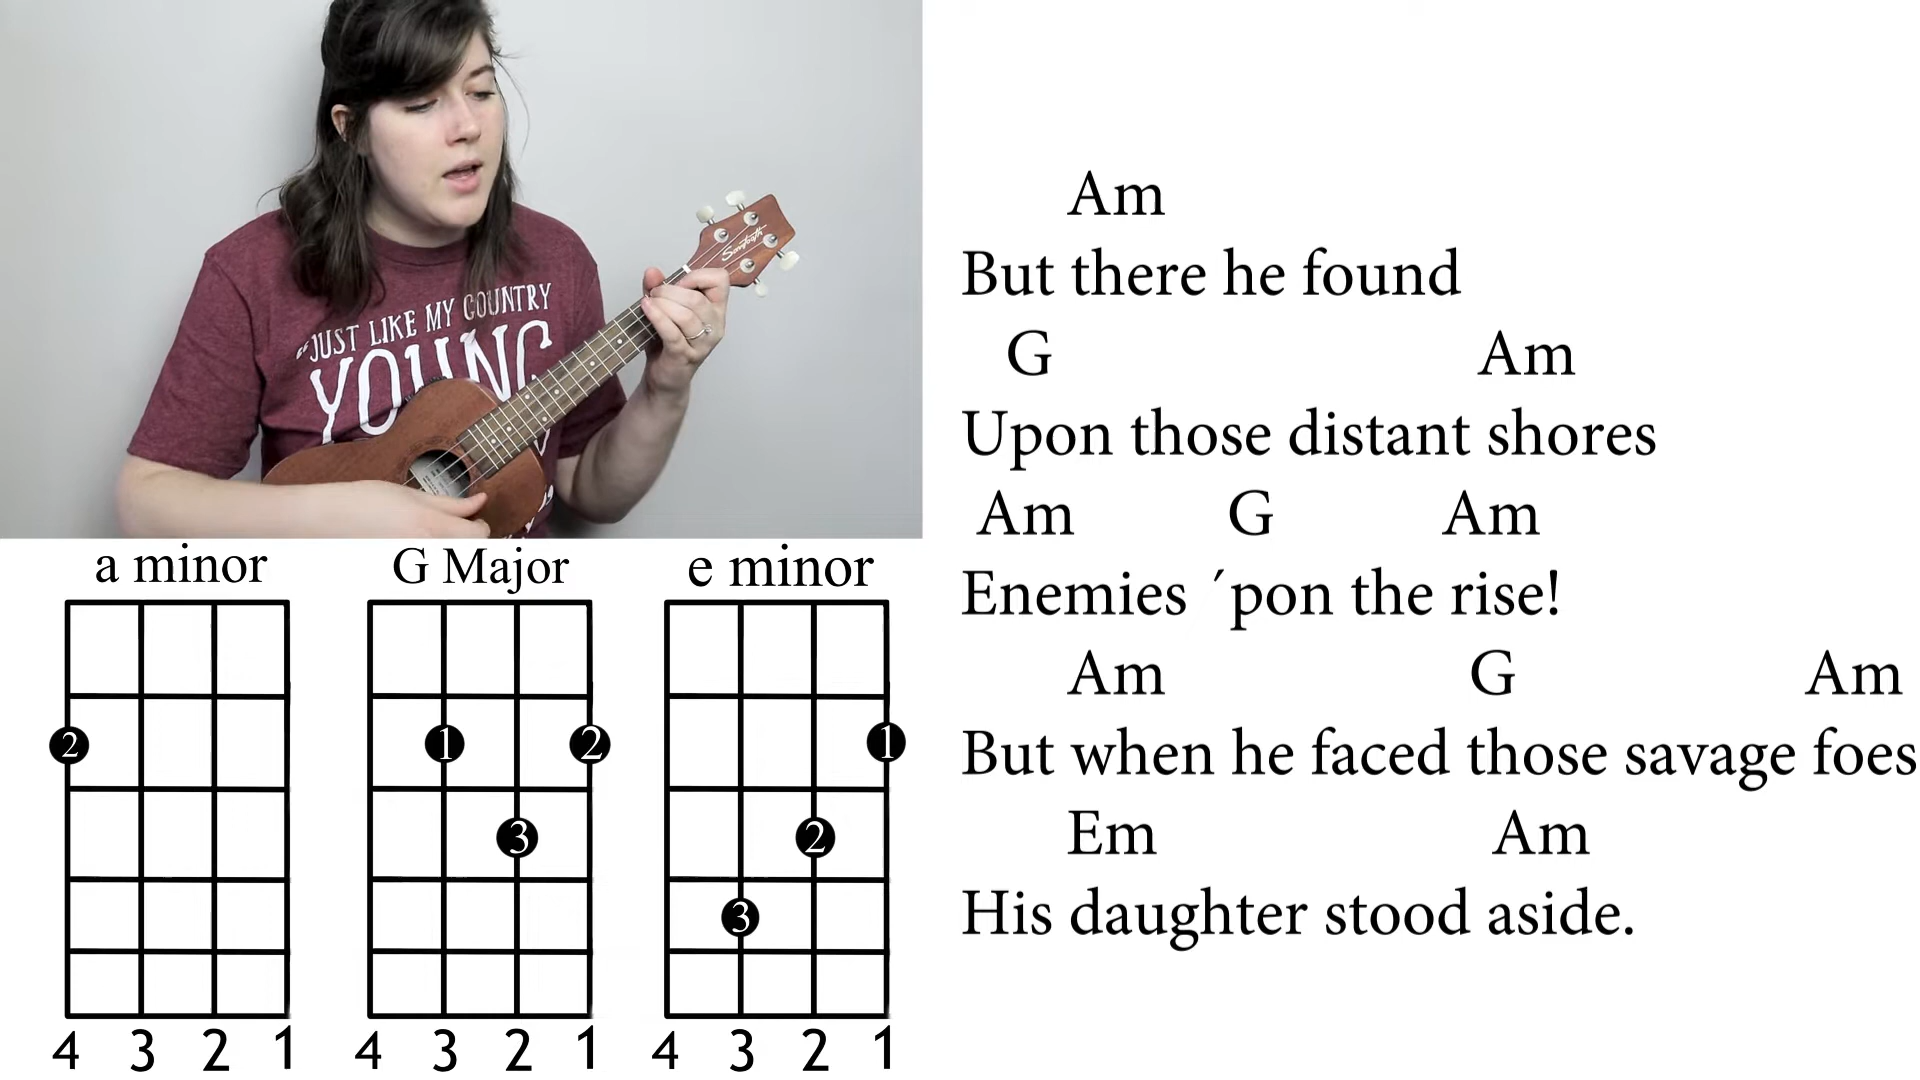 "JUST LIKE MY COUNTRY
YOUNG
Sawtooth
a minor
G Major
e minor
2
1
2
3
1
2
3
4 3 2 1
4 3 2 1
4 3 2 1
Am
But there he found
G Am
Upon those distant shores
Am G Am
Enemies ´pon the rise!
Am G Am
But when he faced those savage foes
Em Am
His daughter stood aside.